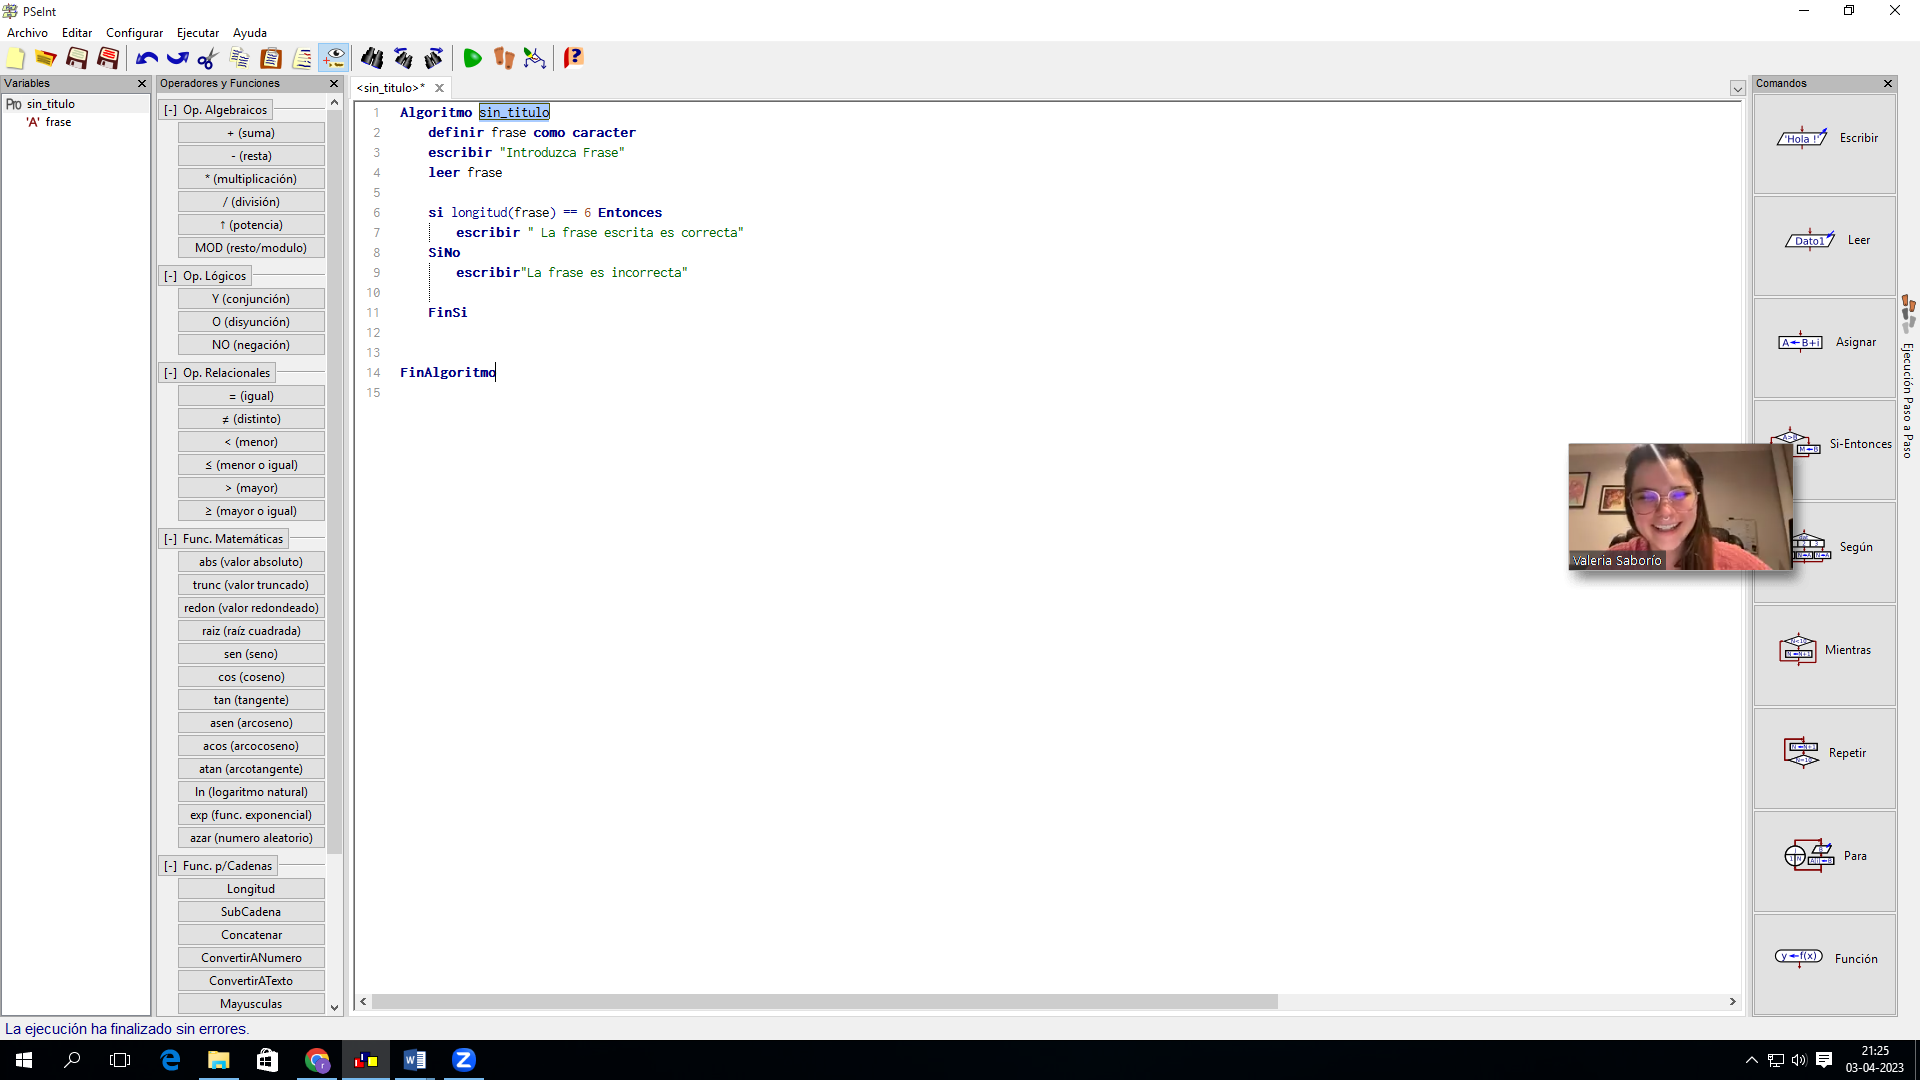 PSeInt
Archivo Editar Configurar Ejecutar Ayuda
Variables
Pro sin_titulo
'A' frase
Operadores y Funciones
[-] Op. Algebraicos
+ (suma)
- (resta)
* (multiplicación)
/ (división)
↑ (potencia)
MOD (resto/modulo)
[-] Op. Lógicos
Y (conjunción)
O (disyunción)
NO (negación)
[-] Op. Relacionales
= (igual)
≠ (distinto)
< (menor)
≤ (menor o igual)
> (mayor)
≥ (mayor o igual)
[-] Func. Matemáticas
abs (valor absoluto)
trunc (valor truncado)
redon (valor redondeado)
raiz (raíz cuadrada)
sen (seno)
cos (coseno)
tan (tangente)
asen (arcoseno)
acos (arcocoseno)
atan (arcotangente)
ln (logaritmo natural)
exp (func. exponencial)
azar (numero aleatorio)
[-] Func. p/Cadenas
Longitud
SubCadena
Concatenar
ConvertirANumero
ConvertirATexto
Mayusculas
<sin_titulo>*
1 Algoritmo sin_titulo
2 definir frase como caracter
3 escribir "Introduzca Frase"
4 leer frase
5
6 si longitud(frase) == 6 Entonces
7 escribir " La frase escrita es correcta"
8 SiNo
9 escribir"La frase es incorrecta"
10
11 FinSi
12
13
14 FinAlgoritmo
15
Valeria Saborío
Comandos
'Hola !' Escribir
Dato1 Leer
A←B+i Asignar
Si-Entonces
Según
Mientras
Repetir
Para
y←f(x) Función
Ejecución Paso a Paso
La ejecución ha finalizado sin errores.
21:25
03-04-2023